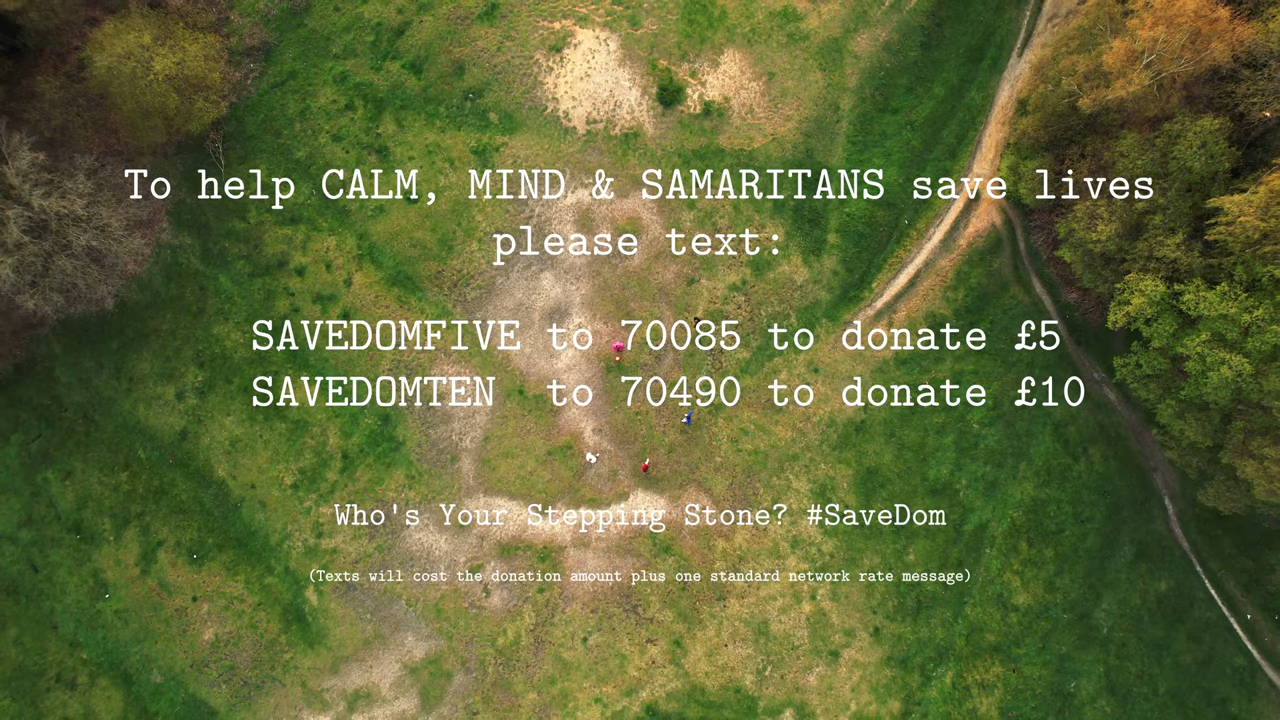 To help CALM, MIND & SAMARITANS save lives
please text:
SAVEDOMFIVE to 70085 to donate £5
SAVEDOMTEN to 70490 to donate £10
Who's Your Stepping Stone? #SaveDom
(Texts will cost the donation amount plus one standard network rate message)